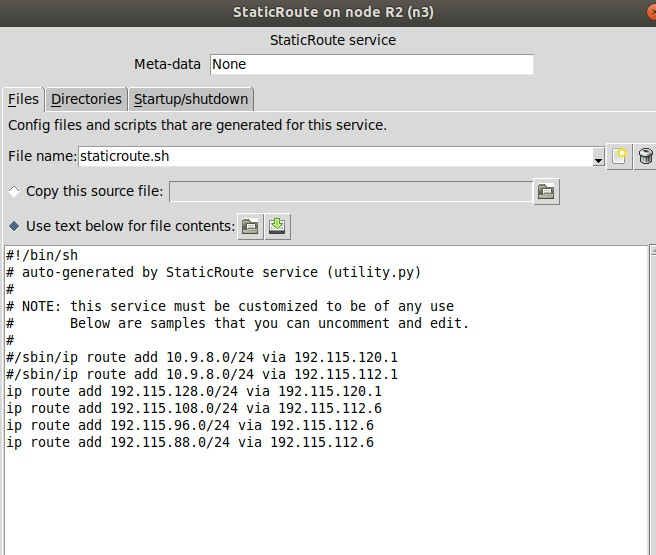 StaticRoute on node R2 (n3)
StaticRoute service
Meta-data None
Files Directories Startup/shutdown
Config files and scripts that are generated for this service.
File name: staticroute.sh
Copy this source file:
Use text below for file contents:
#!/bin/sh
# auto-generated by StaticRoute service (utility.py)
#
# NOTE: this service must be customized to be of any use
#       Below are samples that you can uncomment and edit.
#
#/sbin/ip route add 10.9.8.0/24 via 192.115.120.1
#/sbin/ip route add 10.9.8.0/24 via 192.115.112.1
ip route add 192.115.128.0/24 via 192.115.120.1
ip route add 192.115.108.0/24 via 192.115.112.6
ip route add 192.115.96.0/24 via 192.115.112.6
ip route add 192.115.88.0/24 via 192.115.112.6